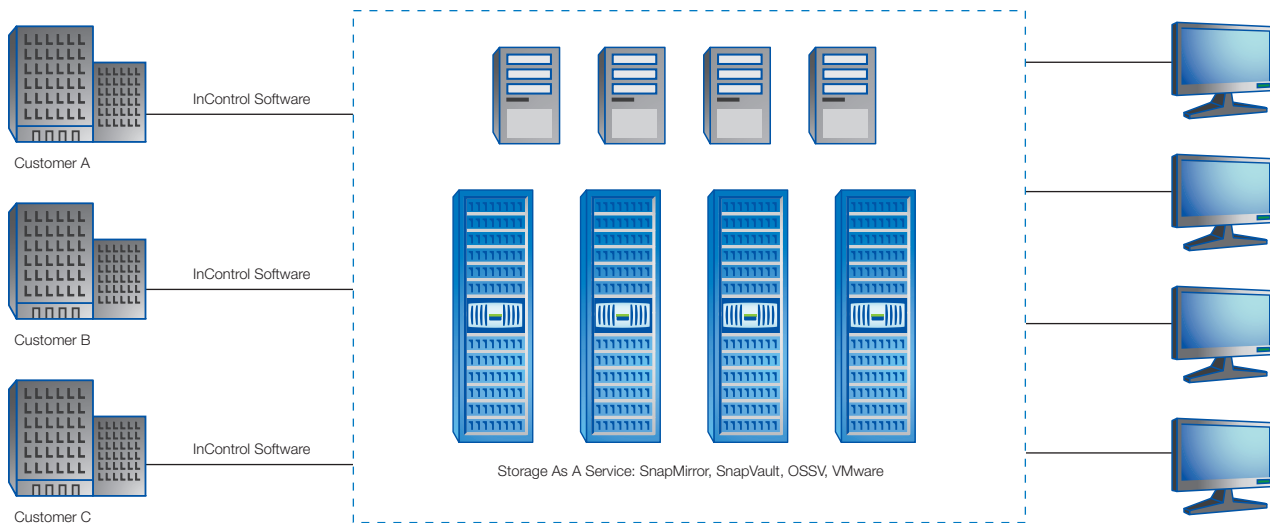 InControl Software
Customer A
InControl Software
Customer B
InControl Software
Customer C
Storage As A Service: SnapMirror, SnapVault, OSSV, VMware